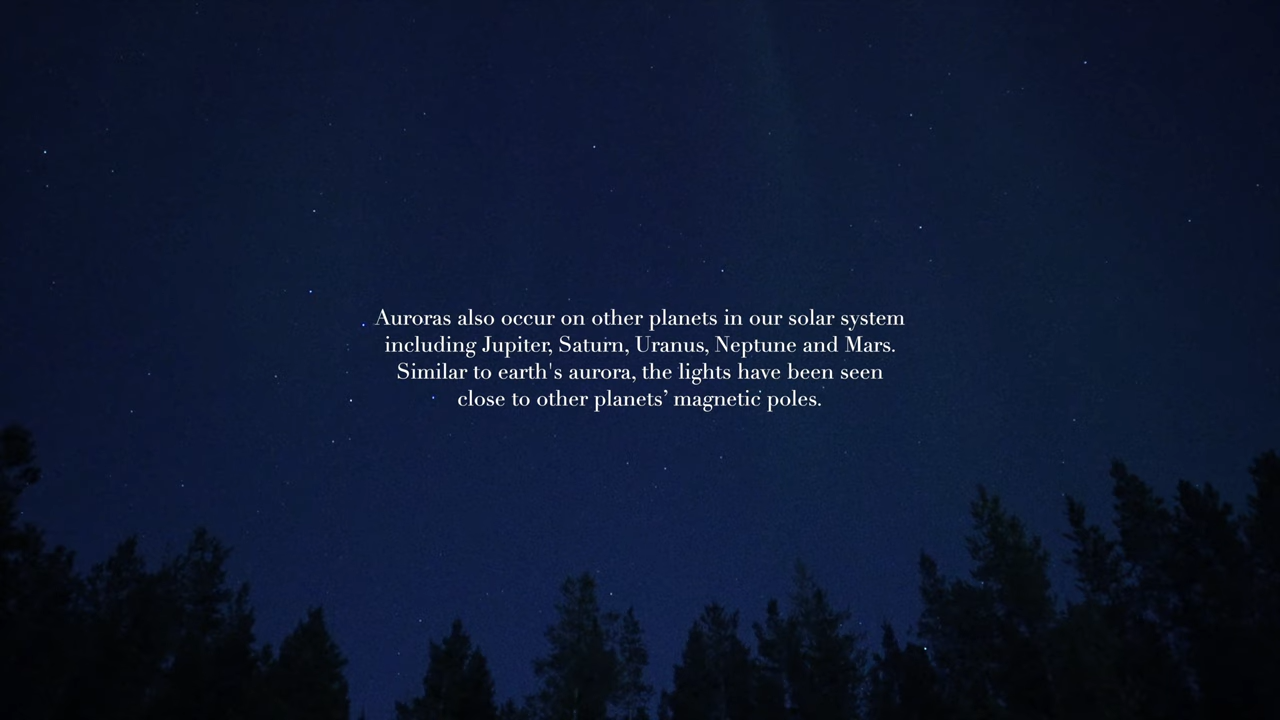 Auroras also occur on other planets in our solar system
including Jupiter, Saturn, Uranus, Neptune and Mars.
Similar to earth's aurora, the lights have been seen
close to other planets’ magnetic poles.